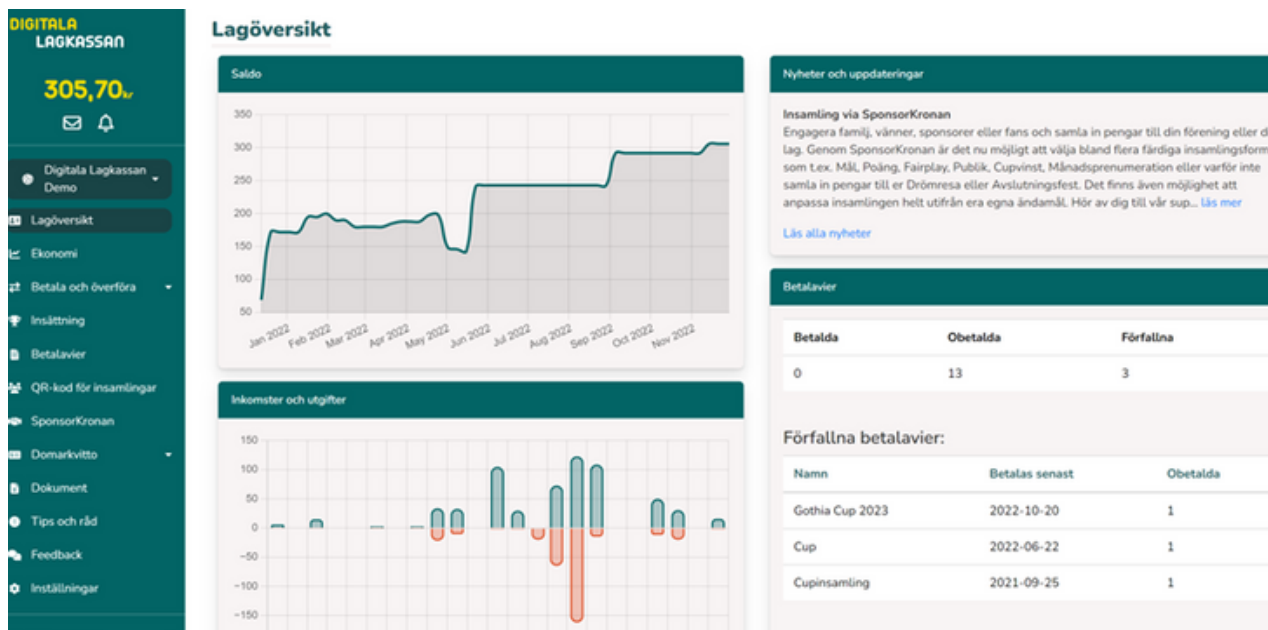 DIGITALA
LAGKASSAN
305,70kr
Digitala Lagkassan
Demo
Lagöversikt
Ekonomi
Betala och överföra
Insättning
Betalavier
QR-kod för insamlingar
SponsorKronan
Domarkvitto
Dokument
Tips och råd
Feedback
Inställningar
Lagöversikt
Saldo
350
300
250
200
150
100
50
Jan 2022 Feb 2022 Mar 2022 Apr 2022 May 2022 Jun 2022 Jul 2022 Aug 2022 Sep 2022 Oct 2022 Nov 2022
Inkomster och utgifter
150
100
50
0
-50
-100
-150
Nyheter och uppdateringar
Insamling via SponsorKronan
Engagera familj, vänner, sponsorer eller fans och samla in pengar till din förening eller d
lag. Genom SponsorKronan är det nu möjligt att välja bland flera färdiga insamlingsform
som t.ex. Mål, Poäng, Fairplay, Publik, Cupvinst, Månadsprenumeration eller varför inte
samla in pengar till er Drömresa eller Avslutningsfest. Det finns även möjlighet att
anpassa insamlingen helt utifrån era egna ändamål. Hör av dig till vår sup... läs mer
Läs alla nyheter
Betalavier
Betalda Obetalda Förfallna
0 13 3
Förfallna betalavier:
Namn Betalas senast Obetalda
Gothia Cup 2023 2022-10-20 1
Cup 2022-06-22 1
Cupinsamling 2021-09-25 1